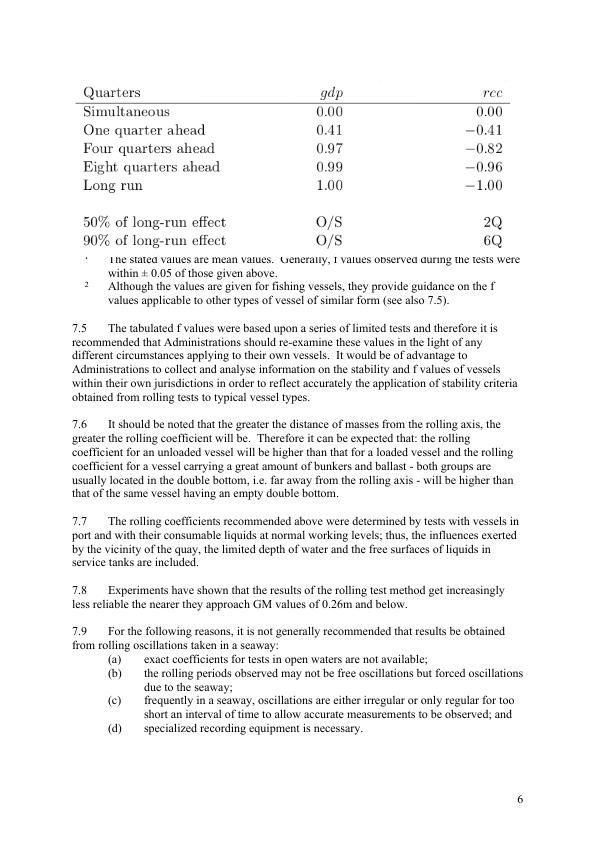 Quarters gdp rcc
Simultaneous 0.00 0.00
One quarter ahead 0.41 −0.41
Four quarters ahead 0.97 −0.82
Eight quarters ahead 0.99 −0.96
Long run 1.00 −1.00
50% of long-run effect O/S 2Q
90% of long-run effect O/S 6Q
1 The stated values are mean values. Generally, f values observed during the tests were
within ± 0.05 of those given above.
2 Although the values are given for fishing vessels, they provide guidance on the f
values applicable to other types of vessel of similar form (see also 7.5).
7.5 The tabulated f values were based upon a series of limited tests and therefore it is
recommended that Administrations should re-examine these values in the light of any
different circumstances applying to their own vessels. It would be of advantage to
Administrations to collect and analyse information on the stability and f values of vessels
within their own jurisdictions in order to reflect accurately the application of stability criteria
obtained from rolling tests to typical vessel types.
7.6 It should be noted that the greater the distance of masses from the rolling axis, the
greater the rolling coefficient will be. Therefore it can be expected that: the rolling
coefficient for an unloaded vessel will be higher than that for a loaded vessel and the rolling
coefficient for a vessel carrying a great amount of bunkers and ballast - both groups are
usually located in the double bottom, i.e. far away from the rolling axis - will be higher than
that of the same vessel having an empty double bottom.
7.7 The rolling coefficients recommended above were determined by tests with vessels in
port and with their consumable liquids at normal working levels; thus, the influences exerted
by the vicinity of the quay, the limited depth of water and the free surfaces of liquids in
service tanks are included.
7.8 Experiments have shown that the results of the rolling test method get increasingly
less reliable the nearer they approach GM values of 0.26m and below.
7.9 For the following reasons, it is not generally recommended that results be obtained
from rolling oscillations taken in a seaway:
(a) exact coefficients for tests in open waters are not available;
(b) the rolling periods observed may not be free oscillations but forced oscillations
due to the seaway;
(c) frequently in a seaway, oscillations are either irregular or only regular for too
short an interval of time to allow accurate measurements to be observed; and
(d) specialized recording equipment is necessary.
6